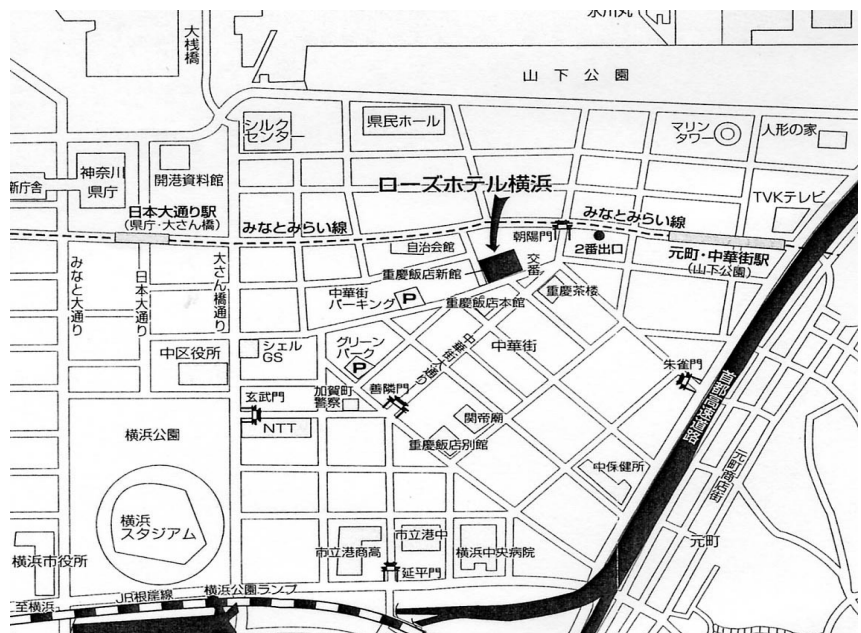 氷川丸
大桟橋
山下公園
シルク
センター
県民ホール
マリン
タワー
人形の家
神奈川
県庁
新庁舎
開港資料館
ローズホテル横浜
TVKテレビ
日本大通り駅
(県庁・大さん橋)
みなとみらい線
みなとみらい線
朝陽門
2番出口
元町・中華街駅
(山下公園)
自治会館
交番
みなと大通り
日本大通り
大さん橋通り
重慶飯店新館
中華街
パーキング
P
重慶飯店本館
重慶茶楼
シェル
GS
グリーン
パーク
P
中華街大通り
中華街
中区役所
朱雀門
首都高速道路
玄武門
加賀町
警察
善隣門
関帝廟
NTT
重慶飯店別館
横浜公園
中保健所
元町商店街
横浜
スタジアム
元町
横浜市役所
市立港商高
市立港中
横浜中央病院
延平門
JR根岸線
横浜公園ランプ
至横浜